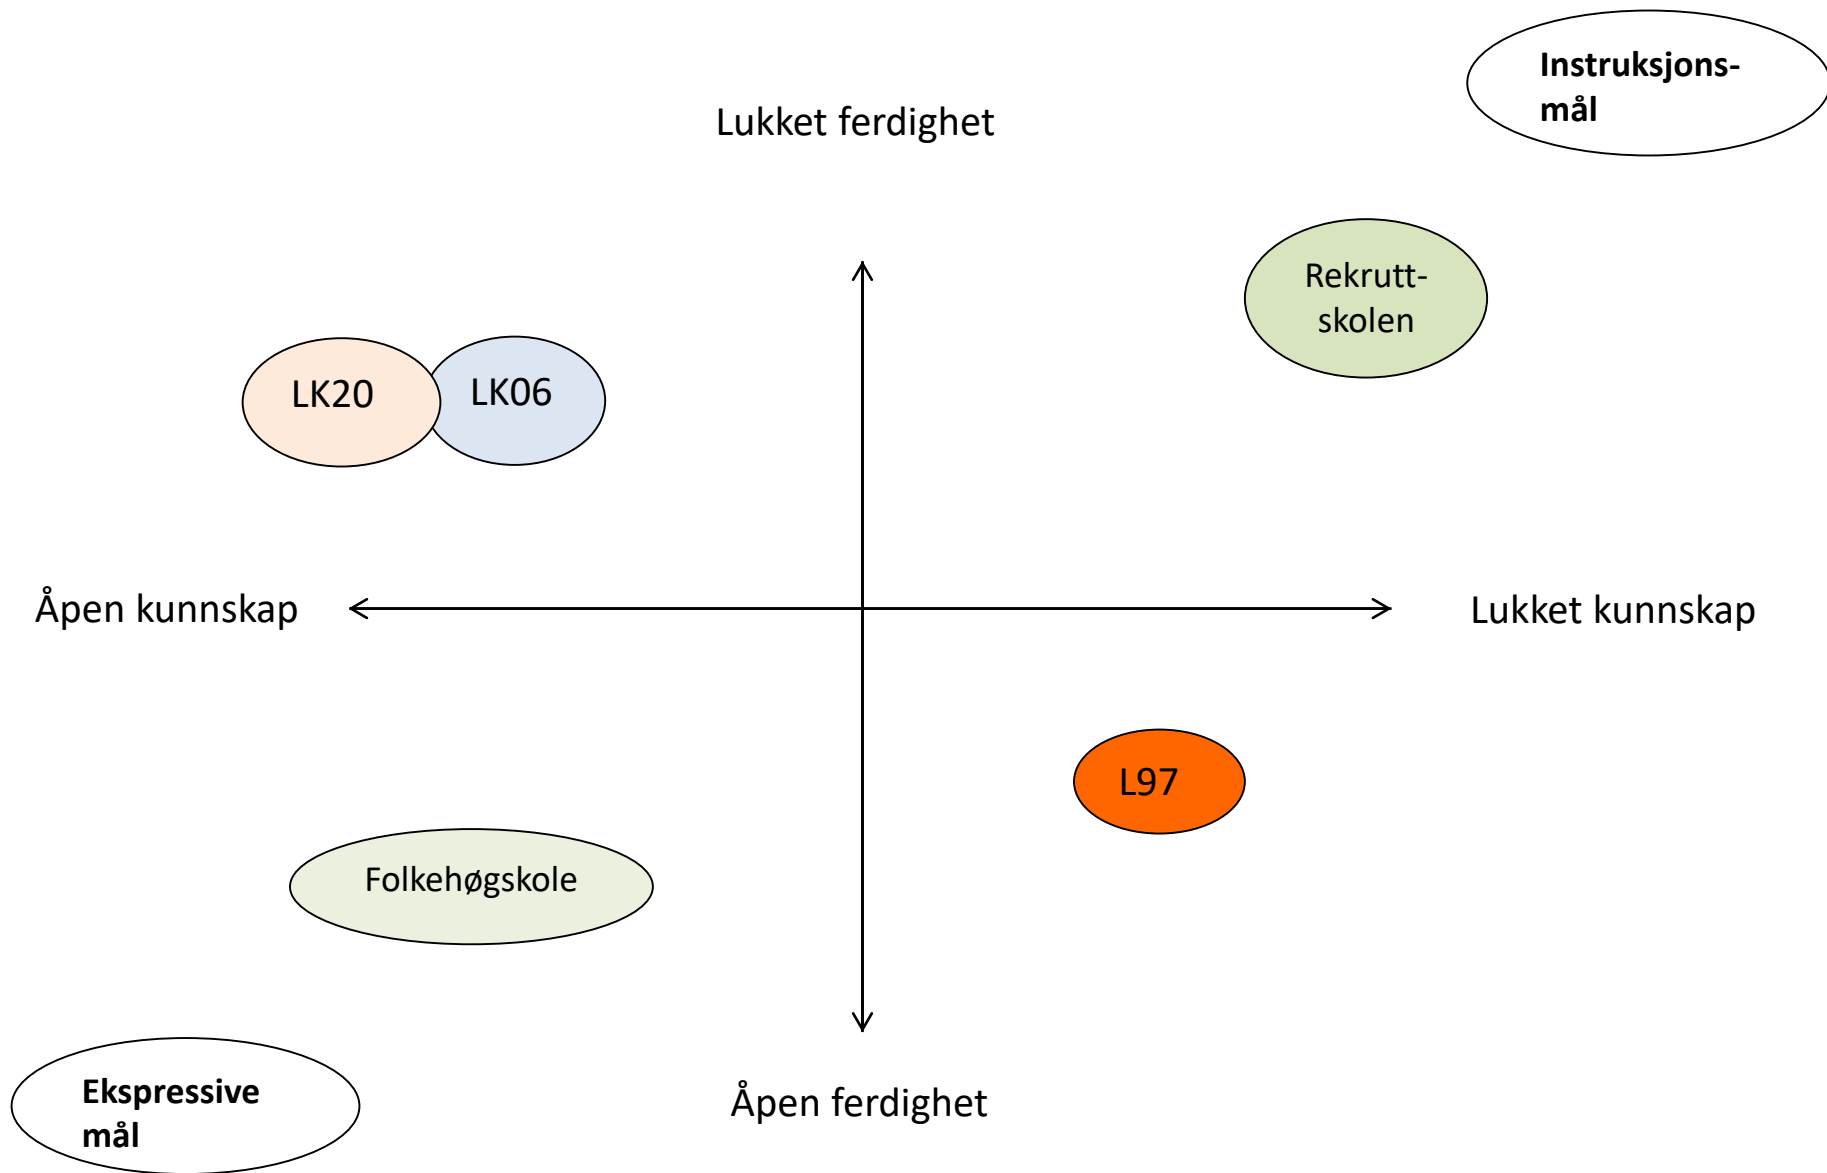 Instruksjons-
mål
Lukket ferdighet
Rekrutt-
skolen
LK20
LK06
Åpen kunnskap
Lukket kunnskap
L97
Folkehøgskole
Ekspressive
mål
Åpen ferdighet